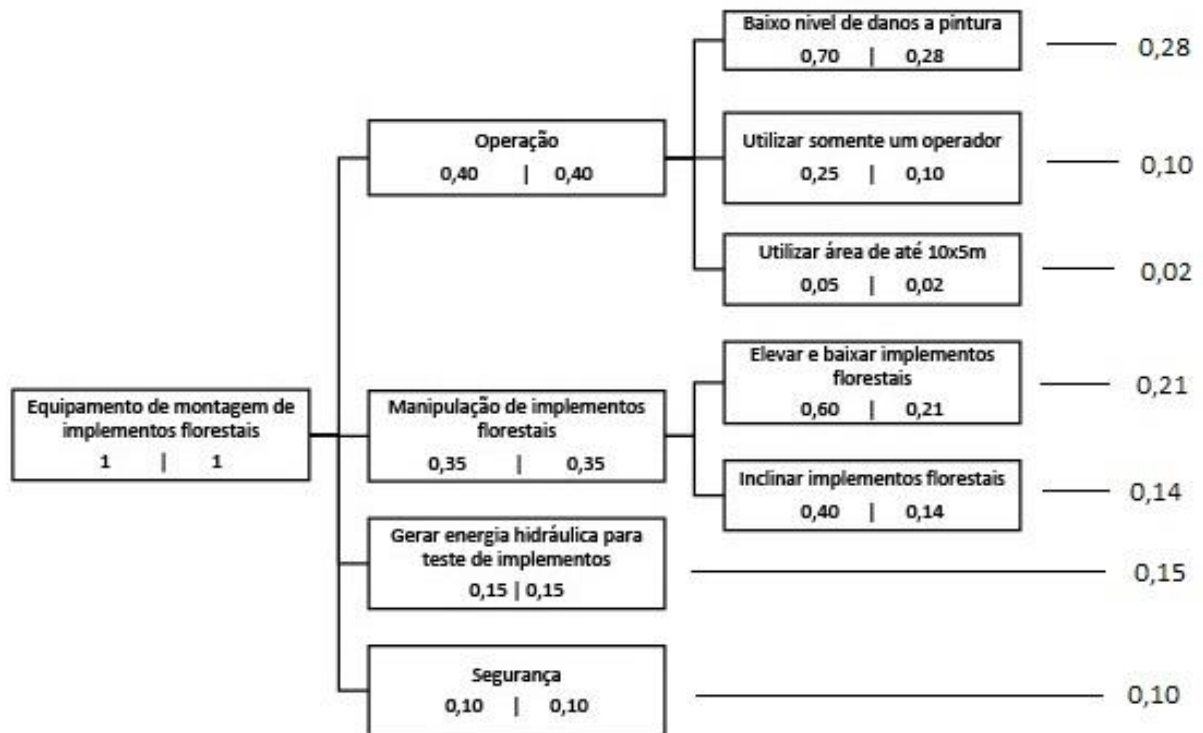 Baixo nivel de danos a pintura
0,70 | 0,28
0,28
Operação
0,40 | 0,40
Utilizar somente um operador
0,25 | 0,10
0,10
Utilizar área de até 10x5m
0,05 | 0,02
0,02
Equipamento de montagem de
implementos florestais
1 | 1
Manipulação de implementos
florestais
0,35 | 0,35
Elevar e baixar implementos
florestais
0,60 | 0,21
0,21
Inclinar implementos florestais
0,40 | 0,14
0,14
Gerar energia hidráulica para
teste de implementos
0,15 | 0,15
0,15
Segurança
0,10 | 0,10
0,10